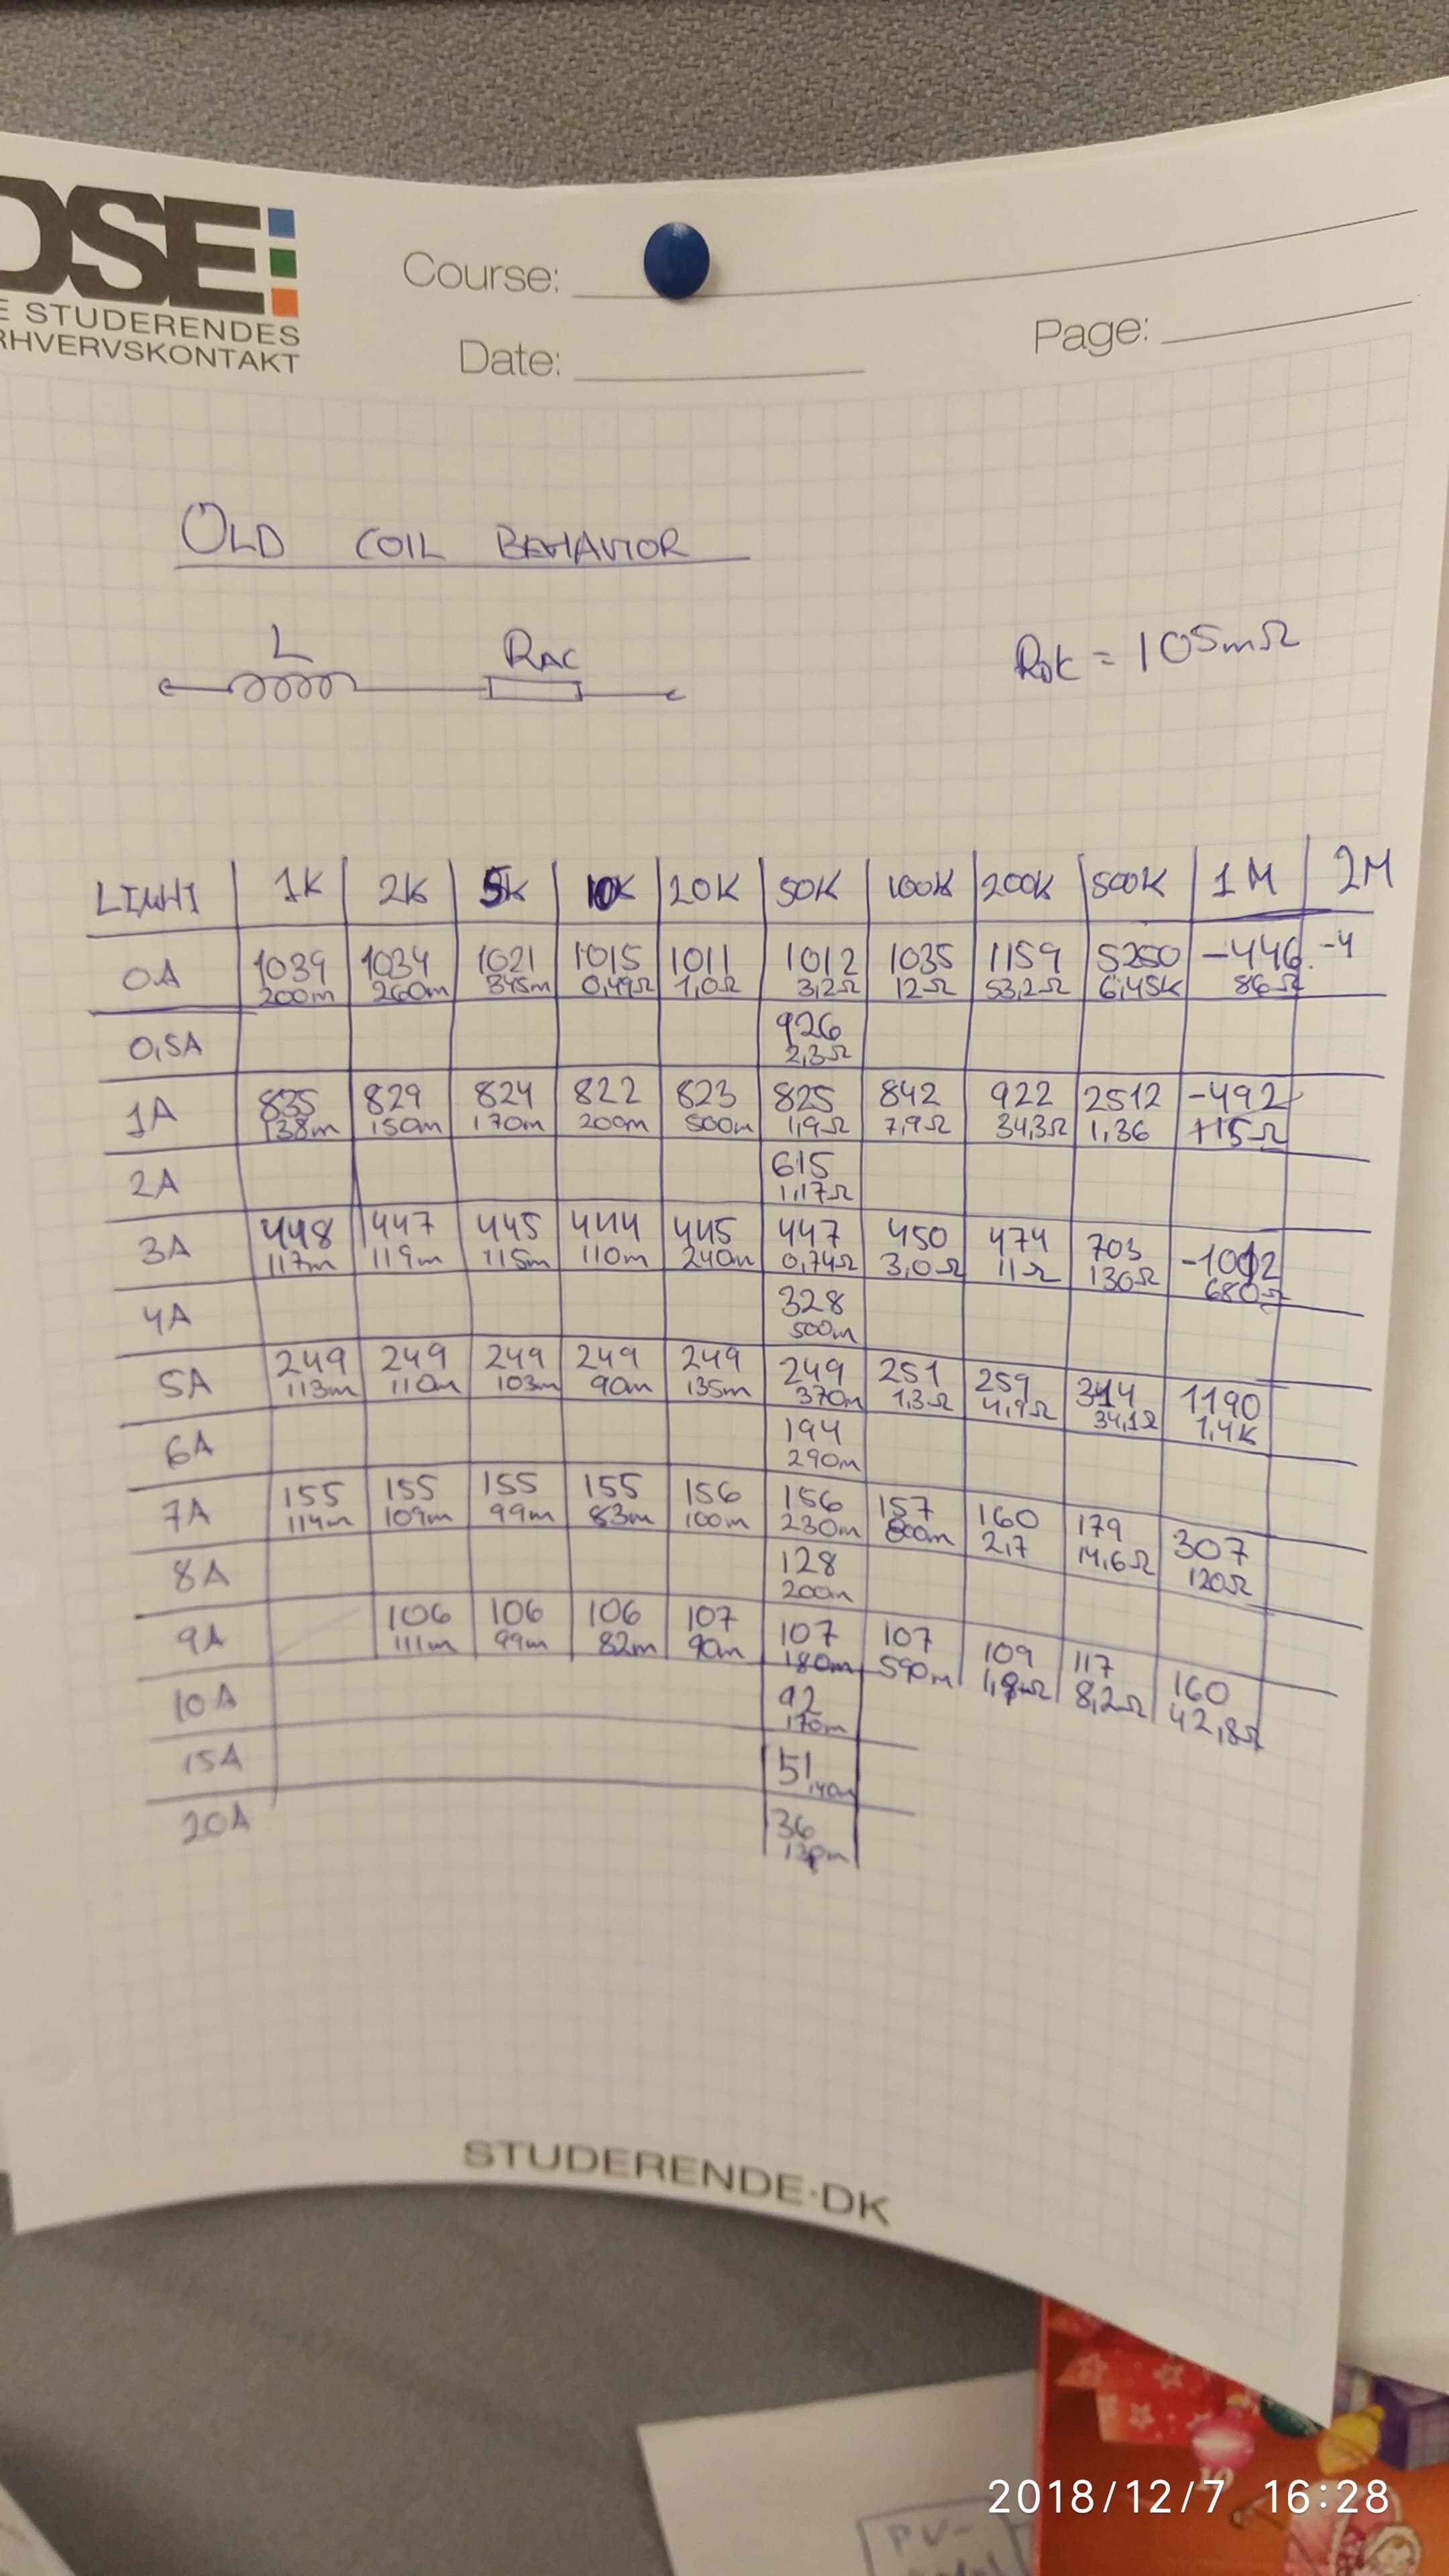 DSE
E STUDERENDES
RHVERVSKONTAKT
Course:
Date:
Page:
OLD COIL BEHAVIOR
L RAC
RDC = 105mΩ
L[µH] 1K 2K 5K 10K 20K 50K 100K 200K 500K 1M 2M
0A 1039 1034 1021 1015 1011 1012 1035 1159 5250 -446 -4
200m 260m 345m 0,49Ω 1,0Ω 3,2Ω 12Ω 53,2Ω 6,45K 86Ω
0,5A 926
2,3Ω
1A 835 829 824 822 823 825 842 922 2512 -492
138m 150m 170m 200m 500m 1,9Ω 7,9Ω 34,3Ω 1,36 +15Ω
2A 615
1,17Ω
3A 448 447 445 444 445 447 450 474 703 -1002
117m 119m 115m 110m 240m 0,74Ω 3,0Ω 11Ω 130Ω 680Ω
4A 328
500m
5A 249 249 249 249 249 249 251 259 344 1190
113m 110m 103m 90m 135m 370m 1,3Ω 4,9Ω 34,1Ω 1,4K
6A 194
290m
7A 155 155 155 155 156 156 157 160 179 307
114m 109m 99m 83m 100m 230m 800m 2,7 14,6Ω 120Ω
8A 128
200m
9A 106 106 106 107 107 107 109 117 160
111m 99m 82m 90m 180m 590m 8,2Ω 42,8Ω
10A 92
170m
15A 51 140m
20A 36
130m
STUDERENDE·DK
PV-
2018/12/7 16:28